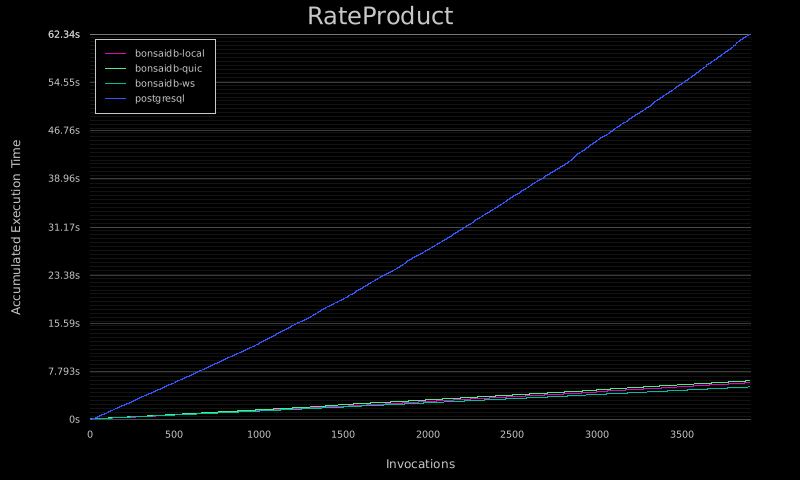 RateProduct
62.34s
54.55s
46.76s
38.96s
31.17s
23.38s
15.59s
7.793s
0s
bonsaidb-local
bonsaidb-quic
bonsaidb-ws
postgresql
Accumulated Execution Time
0 500 1000 1500 2000 2500 3000 3500
Invocations